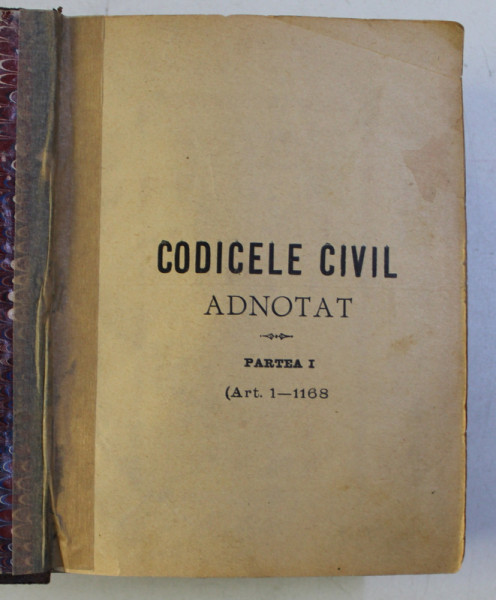 CODICELE CIVIL
ADNOTAT
PARTEA I
(Art. 1—1168